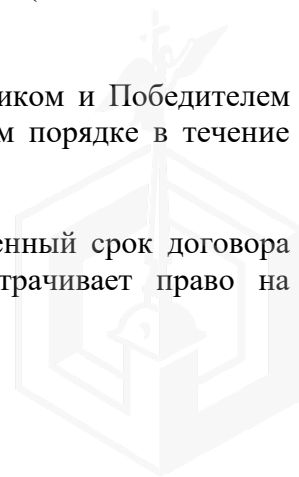 иком и Победителем
м порядке в течение
енный срок договора
трачивает право на